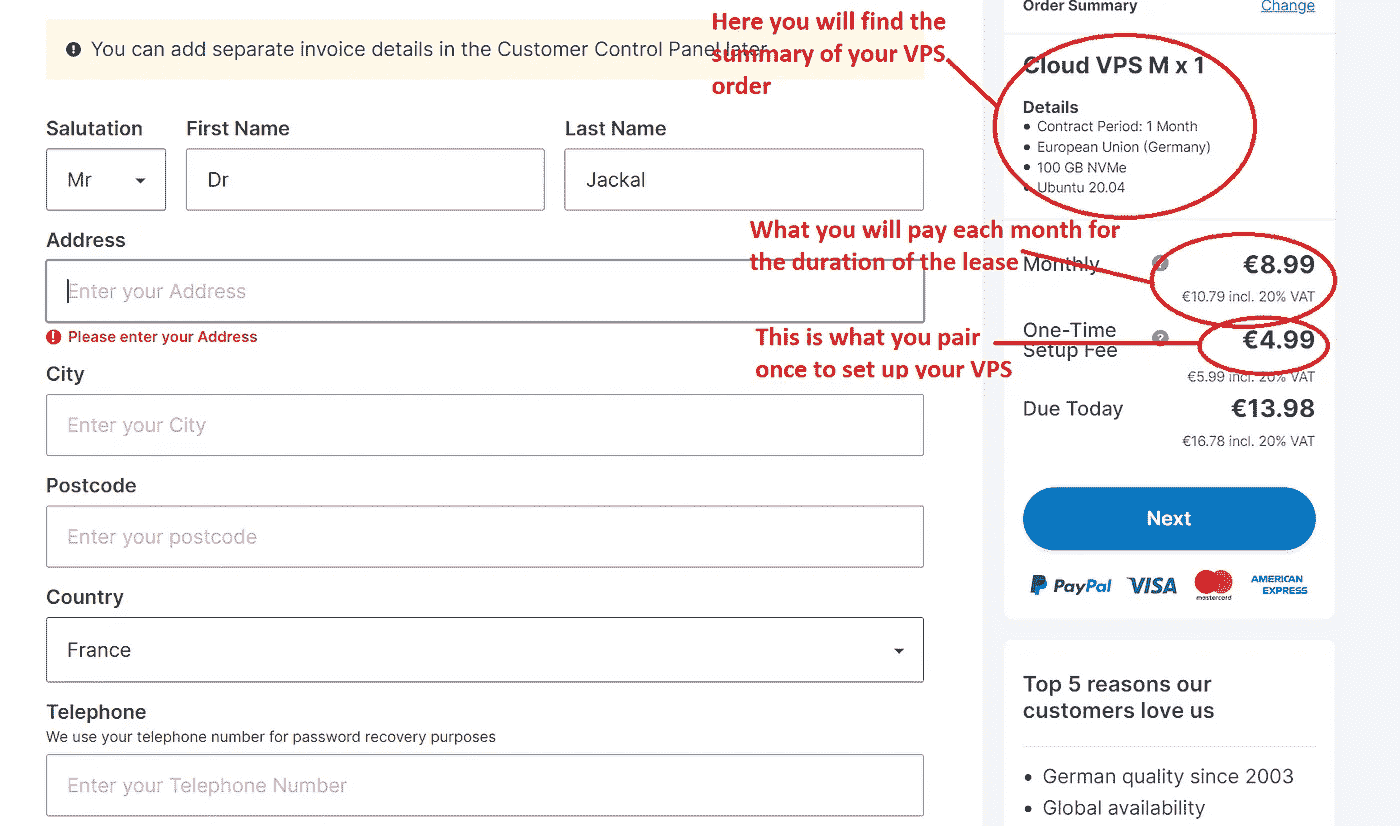 You can add separate invoice details in the Customer Control Panel later.
Salutation
First Name
Last Name
Mr
Dr
Jackal
Address
Enter your Address
Please enter your Address
City
Enter your City
Postcode
Enter your postcode
Country
France
Telephone
We use your telephone number for password recovery purposes
Enter your Telephone Number
Here you will find the
summary of your VPS
order
What you will pay each month for
the duration of the lease
This is what you pair
once to set up your VPS
Order Summary
Change
Cloud VPS M x 1
Details
Contract Period: 1 Month
European Union (Germany)
100 GB NVMe
Ubuntu 20.04
Monthly
?
€8.99
€10.79 incl. 20% VAT
One-Time
Setup Fee
?
€4.99
€5.99 incl. 20% VAT
Due Today
€13.98
€16.78 incl. 20% VAT
Next
PayPal
VISA
mastercard
AMERICAN
EXPRESS
Top 5 reasons our
customers love us
German quality since 2003
Global availability